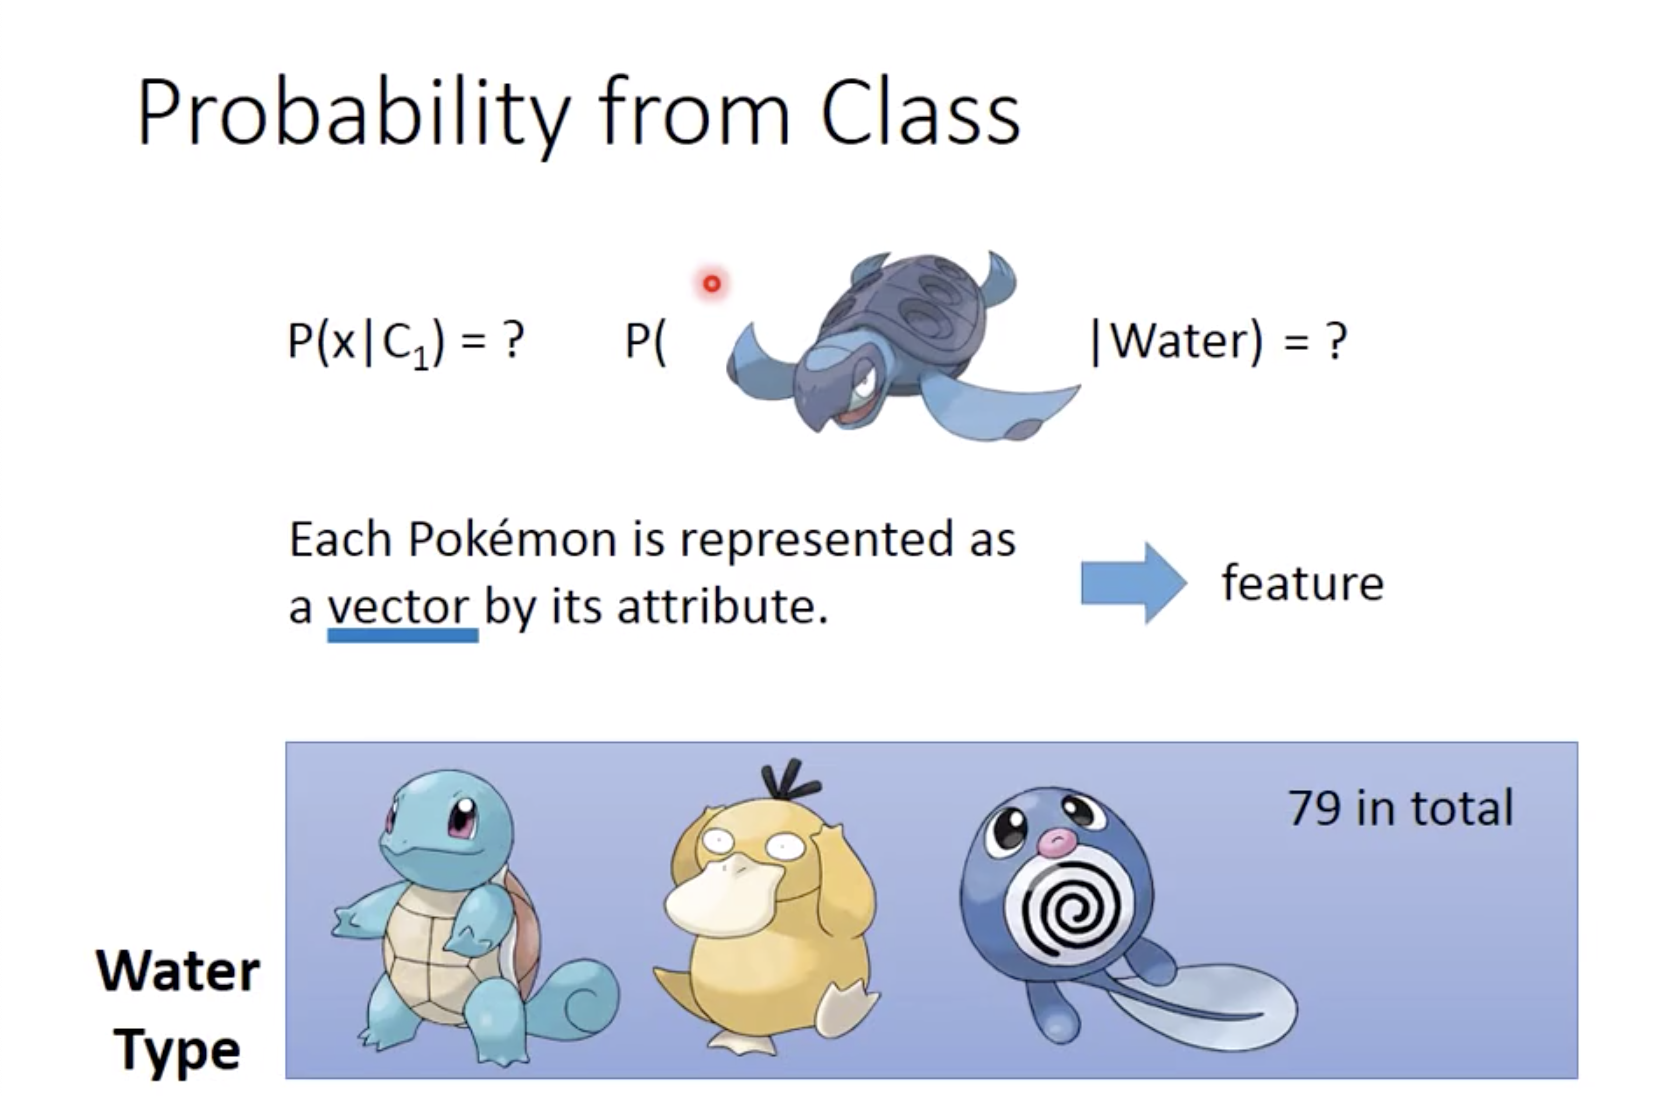 Probability from Class
P(x|C₁) = ? P( |Water) = ?
Each Pokémon is represented as
a vector by its attribute.
feature
79 in total
Water
Type